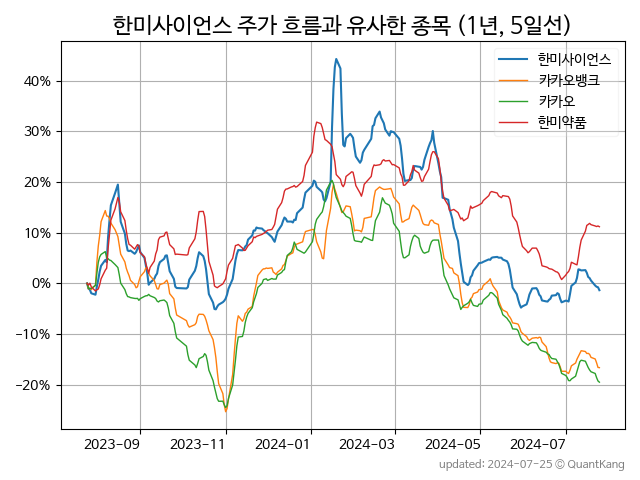 한미사이언스 주가 흐름과 유사한 종목 (1년, 5일선)
한미사이언스
카카오뱅크
카카오
한미약품
40%
30%
20%
10%
0%
−10%
−20%
2023-09 2023-11 2024-01 2024-03 2024-05 2024-07
updated: 2024-07-25 © QuantKang